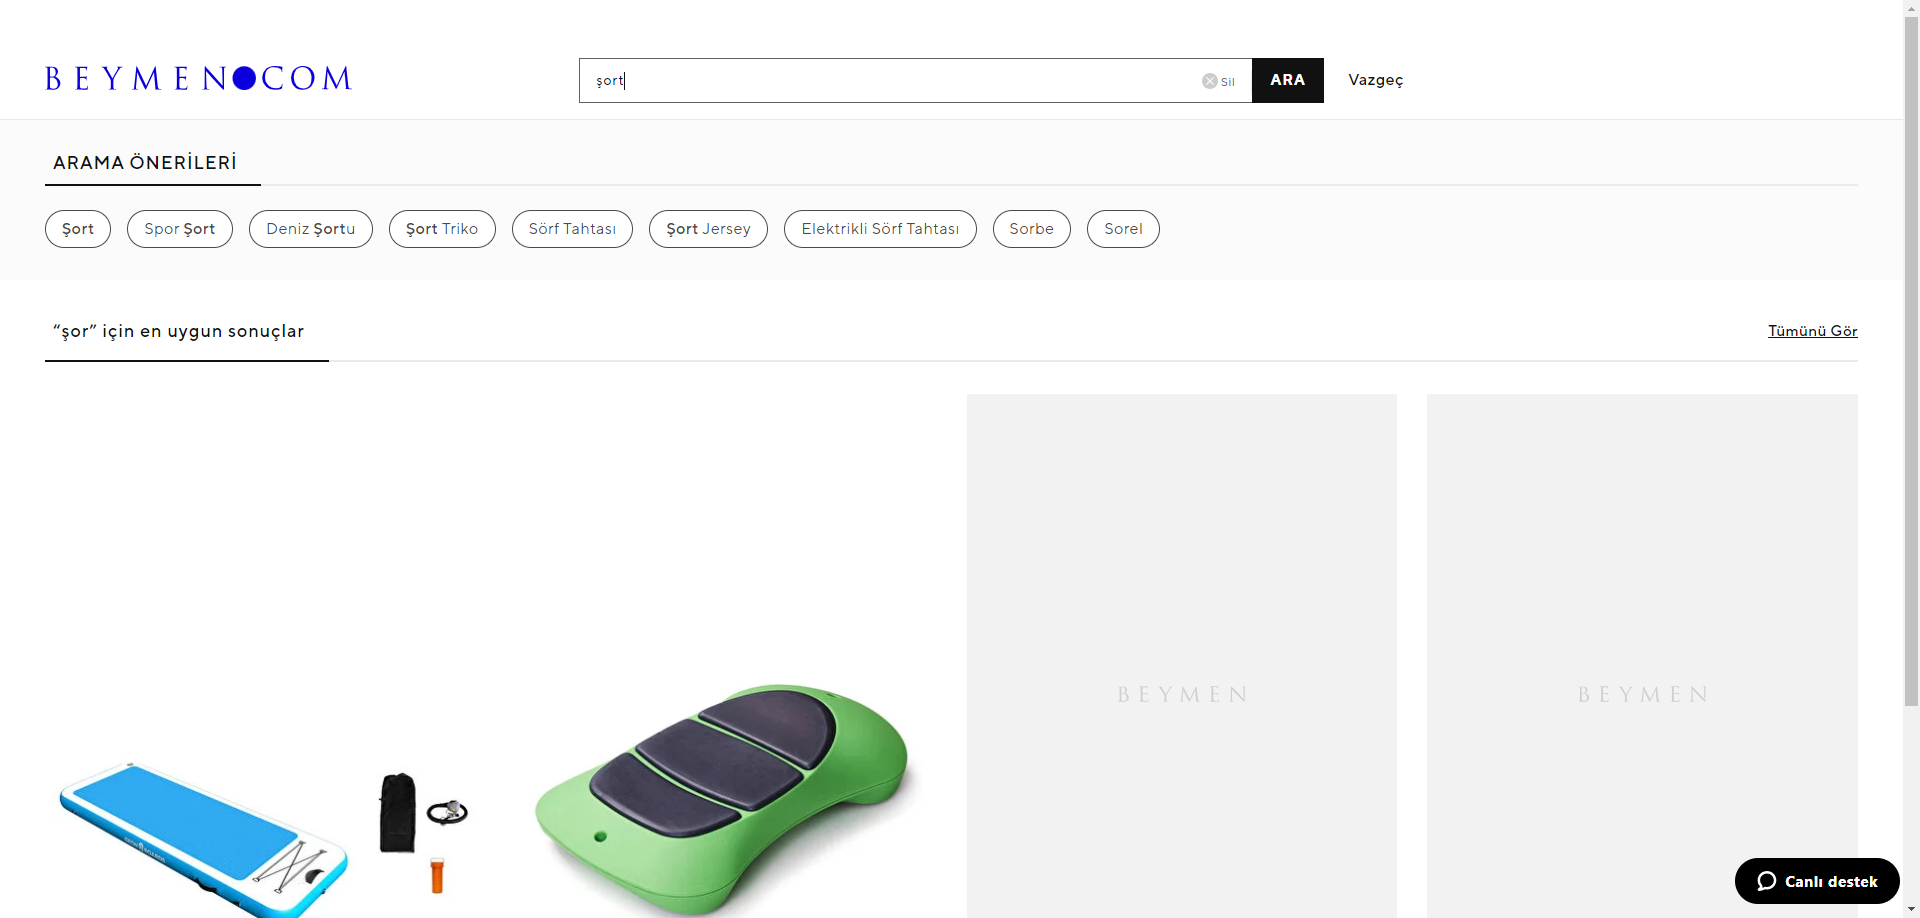 BEYMEN COM
şort
Sil
ARA
Vazgeç
ARAMA ÖNERİLERİ
Şort
Spor Şort
Deniz Şortu
Şort Triko
Sörf Tahtası
Şort Jersey
Elektrikli Sörf Tahtası
Sorbe
Sorel
“şor” için en uygun sonuçlar
Tümünü Gör
BEYMEN
BEYMEN
Canlı destek